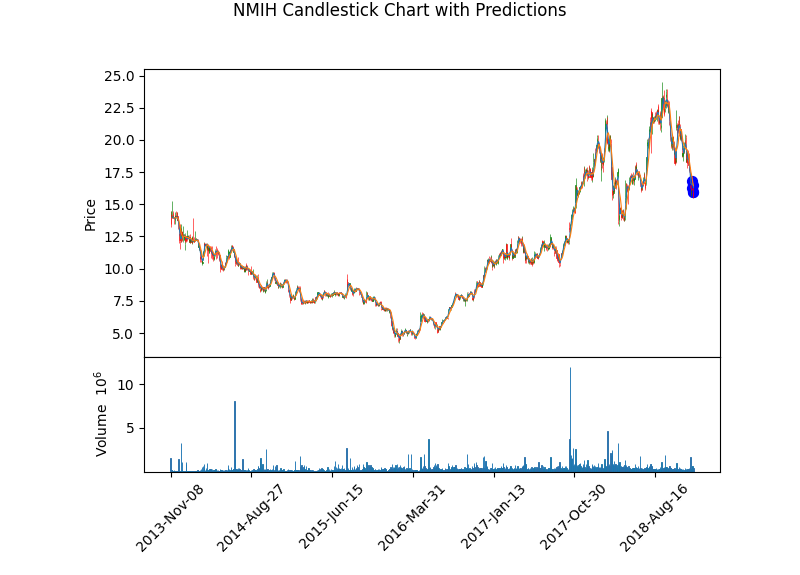 NMIH Candlestick Chart with Predictions
25.0
22.5
20.0
17.5
15.0
12.5
10.0
7.5
5.0
Price
10
5
Volume 10^6
2013-Nov-08
2014-Aug-27
2015-Jun-15
2016-Mar-31
2017-Jan-13
2017-Oct-30
2018-Aug-16